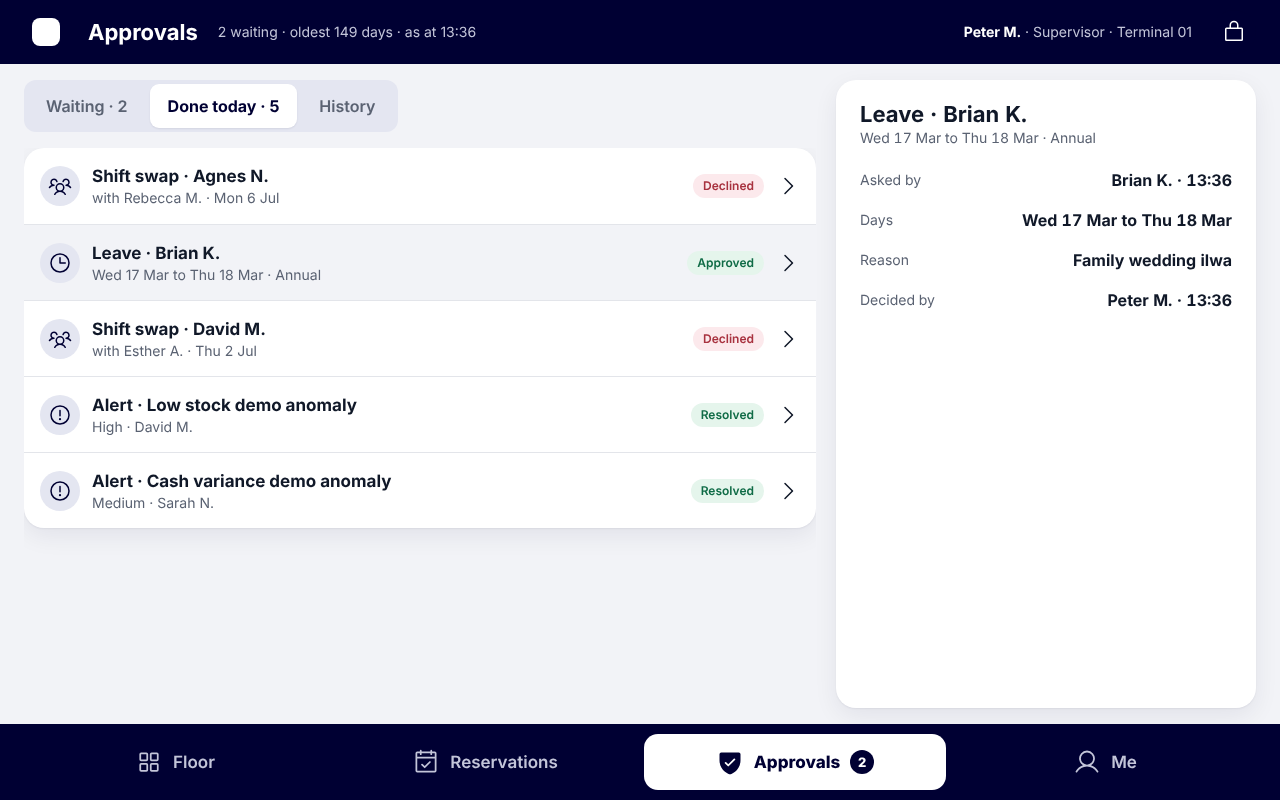 Approvals
2 waiting · oldest 149 days · as at 13:36
Peter M. · Supervisor · Terminal 01
Waiting · 2
Done today · 5
History
Shift swap · Agnes N.
with Rebecca M. · Mon 6 Jul
Declined
Leave · Brian K.
Wed 17 Mar to Thu 18 Mar · Annual
Approved
Shift swap · David M.
with Esther A. · Thu 2 Jul
Declined
Alert · Low stock demo anomaly
High · David M.
Resolved
Alert · Cash variance demo anomaly
Medium · Sarah N.
Resolved
Leave · Brian K.
Wed 17 Mar to Thu 18 Mar · Annual
Asked by Brian K. · 13:36
Days Wed 17 Mar to Thu 18 Mar
Reason Family wedding ilwa
Decided by Peter M. · 13:36
Floor
Reservations
Approvals 2
Me